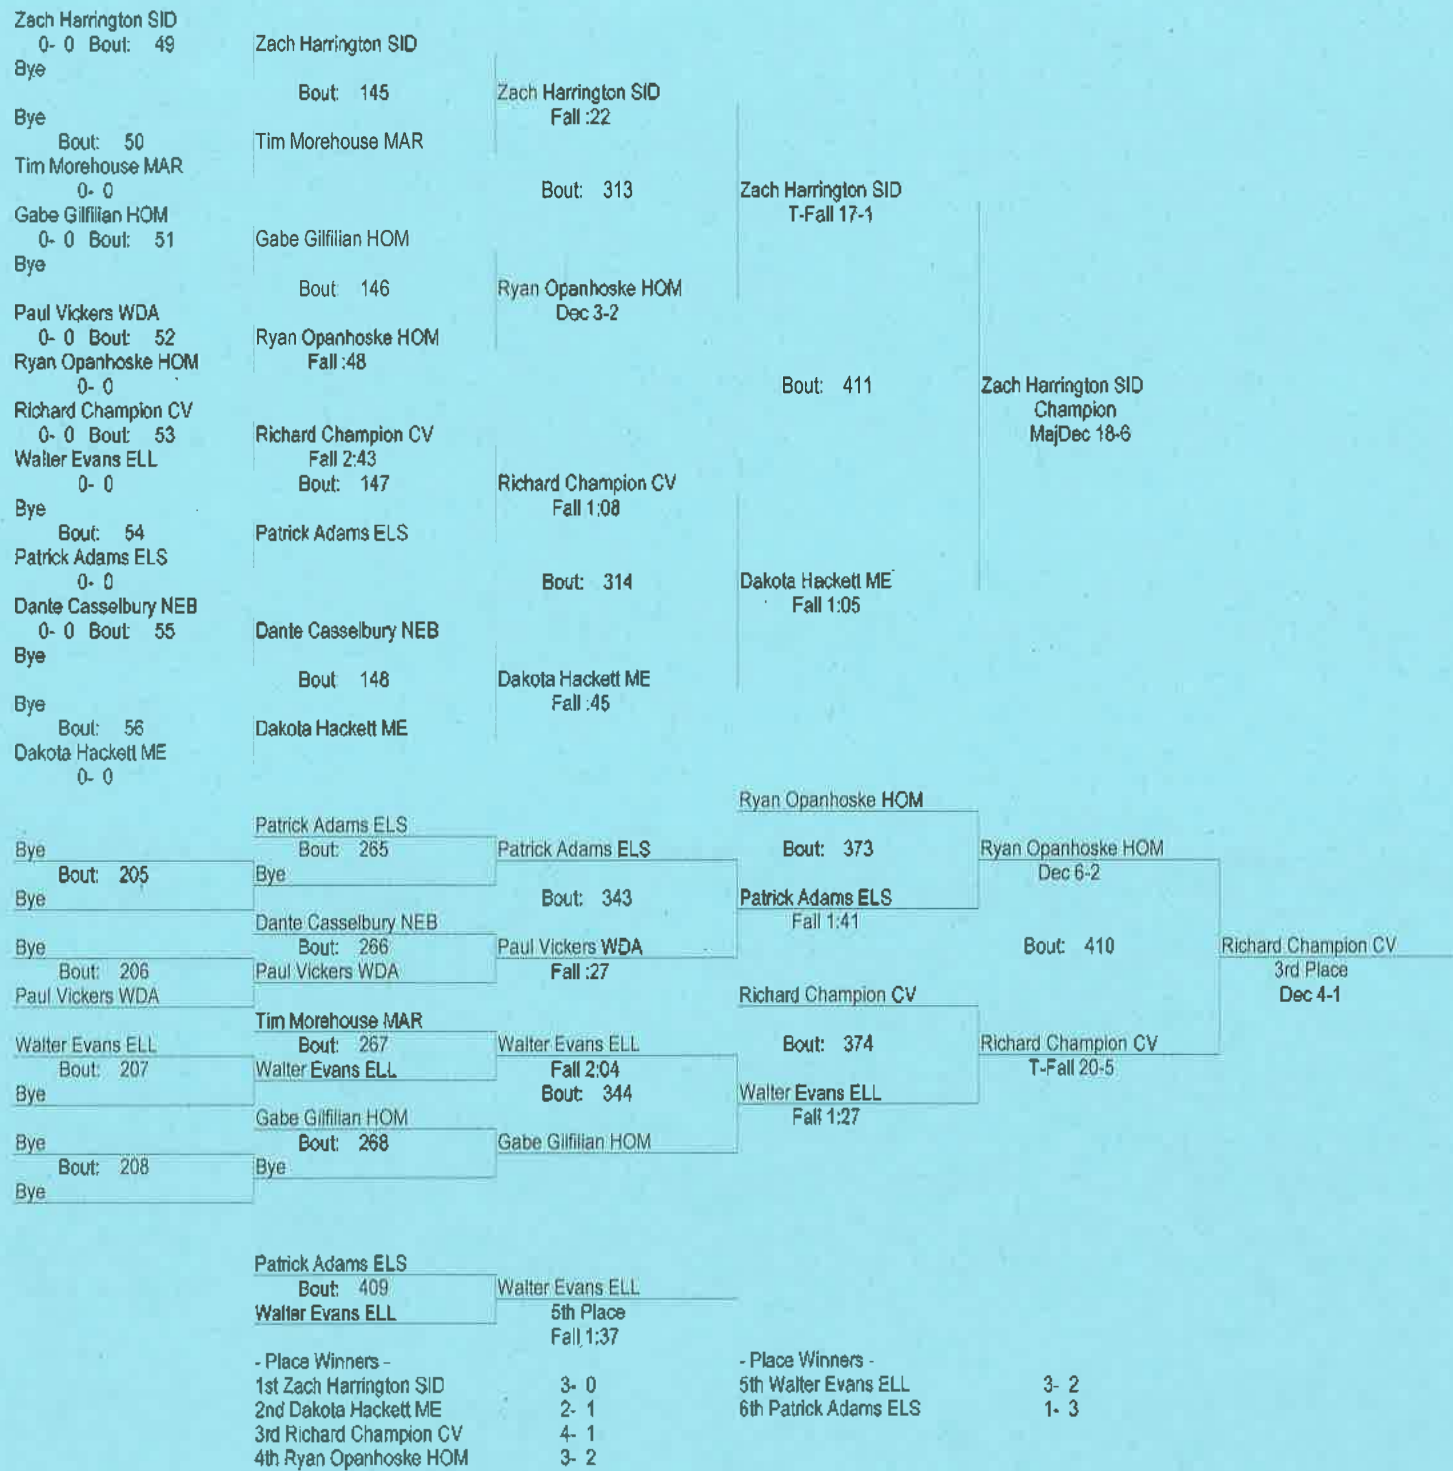 Zach Harrington SID
0- 0 Bout: 49
Bye
Bye
Bout: 50
Tim Morehouse MAR
0- 0
Gabe Gilfilian HOM
0- 0 Bout: 51
Bye
Paul Vickers WDA
0- 0 Bout: 52
Ryan Opanhoske HOM
0- 0
Richard Champion CV
0- 0 Bout: 53
Walter Evans ELL
0- 0
Bye
Bout: 54
Patrick Adams ELS
0- 0
Dante Casselbury NEB
0- 0 Bout: 55
Bye
Bye
Bout: 56
Dakota Hackett ME
0- 0
Zach Harrington SID
Bout: 145
Tim Morehouse MAR
Gabe Gilfilian HOM
Bout: 146
Ryan Opanhoske HOM
Fall :48
Richard Champion CV
Fall 2:43
Bout: 147
Patrick Adams ELS
Dante Casselbury NEB
Bout: 148
Dakota Hackett ME
Zach Harrington SID
Fall :22
Bout: 313
Ryan Opanhoske HOM
Dec 3-2
Richard Champion CV
Fall 1:08
Bout: 314
Dakota Hackett ME
Fall :45
Zach Harrington SID
T-Fall 17-1
Bout: 411
Dakota Hackett ME
Fall 1:05
Zach Harrington SID
Champion
MajDec 18-6
Bye
Bout: 205
Bye
Bye
Bout: 206
Paul Vickers WDA
Walter Evans ELL
Bout: 207
Bye
Bye
Bout: 208
Bye
Patrick Adams ELS
Bout: 265
Bye
Dante Casselbury NEB
Bout: 266
Paul Vickers WDA
Tim Morehouse MAR
Bout: 267
Walter Evans ELL
Gabe Gilfilian HOM
Bout: 268
Bye
Patrick Adams ELS
Bout: 343
Paul Vickers WDA
Fall :27
Walter Evans ELL
Fall 2:04
Bout: 344
Gabe Gilfilian HOM
Ryan Opanhoske HOM
Bout: 373
Patrick Adams ELS
Fall 1:41
Richard Champion CV
Bout: 374
Walter Evans ELL
Fall 1:27
Ryan Opanhoske HOM
Dec 6-2
Bout: 410
Richard Champion CV
T-Fall 20-5
Richard Champion CV
3rd Place
Dec 4-1
Patrick Adams ELS
Bout: 409
Walter Evans ELL
Walter Evans ELL
5th Place
Fall 1:37
- Place Winners -
1st Zach Harrington SID 3- 0
2nd Dakota Hackett ME 2- 1
3rd Richard Champion CV 4- 1
4th Ryan Opanhoske HOM 3- 2
- Place Winners -
5th Walter Evans ELL 3- 2
6th Patrick Adams ELS 1- 3